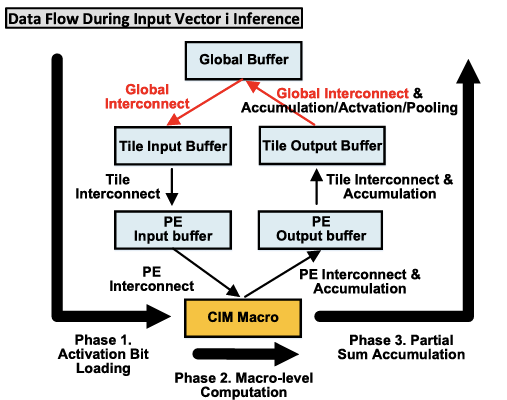 Data Flow During Input Vector i Inference
Global Buffer
Global
Interconnect
Global Interconnect &
Accumulation/Actvation/Pooling
Tile Input Buffer
Tile Output Buffer
Tile
Interconnect
Tile Interconnect &
Accumulation
PE
Input buffer
PE
Output buffer
PE
Interconnect
PE Interconnect &
Accumulation
CIM Macro
Phase 1.
Activation Bit
Loading
Phase 2. Macro-level
Computation
Phase 3. Partial
Sum Accumulation